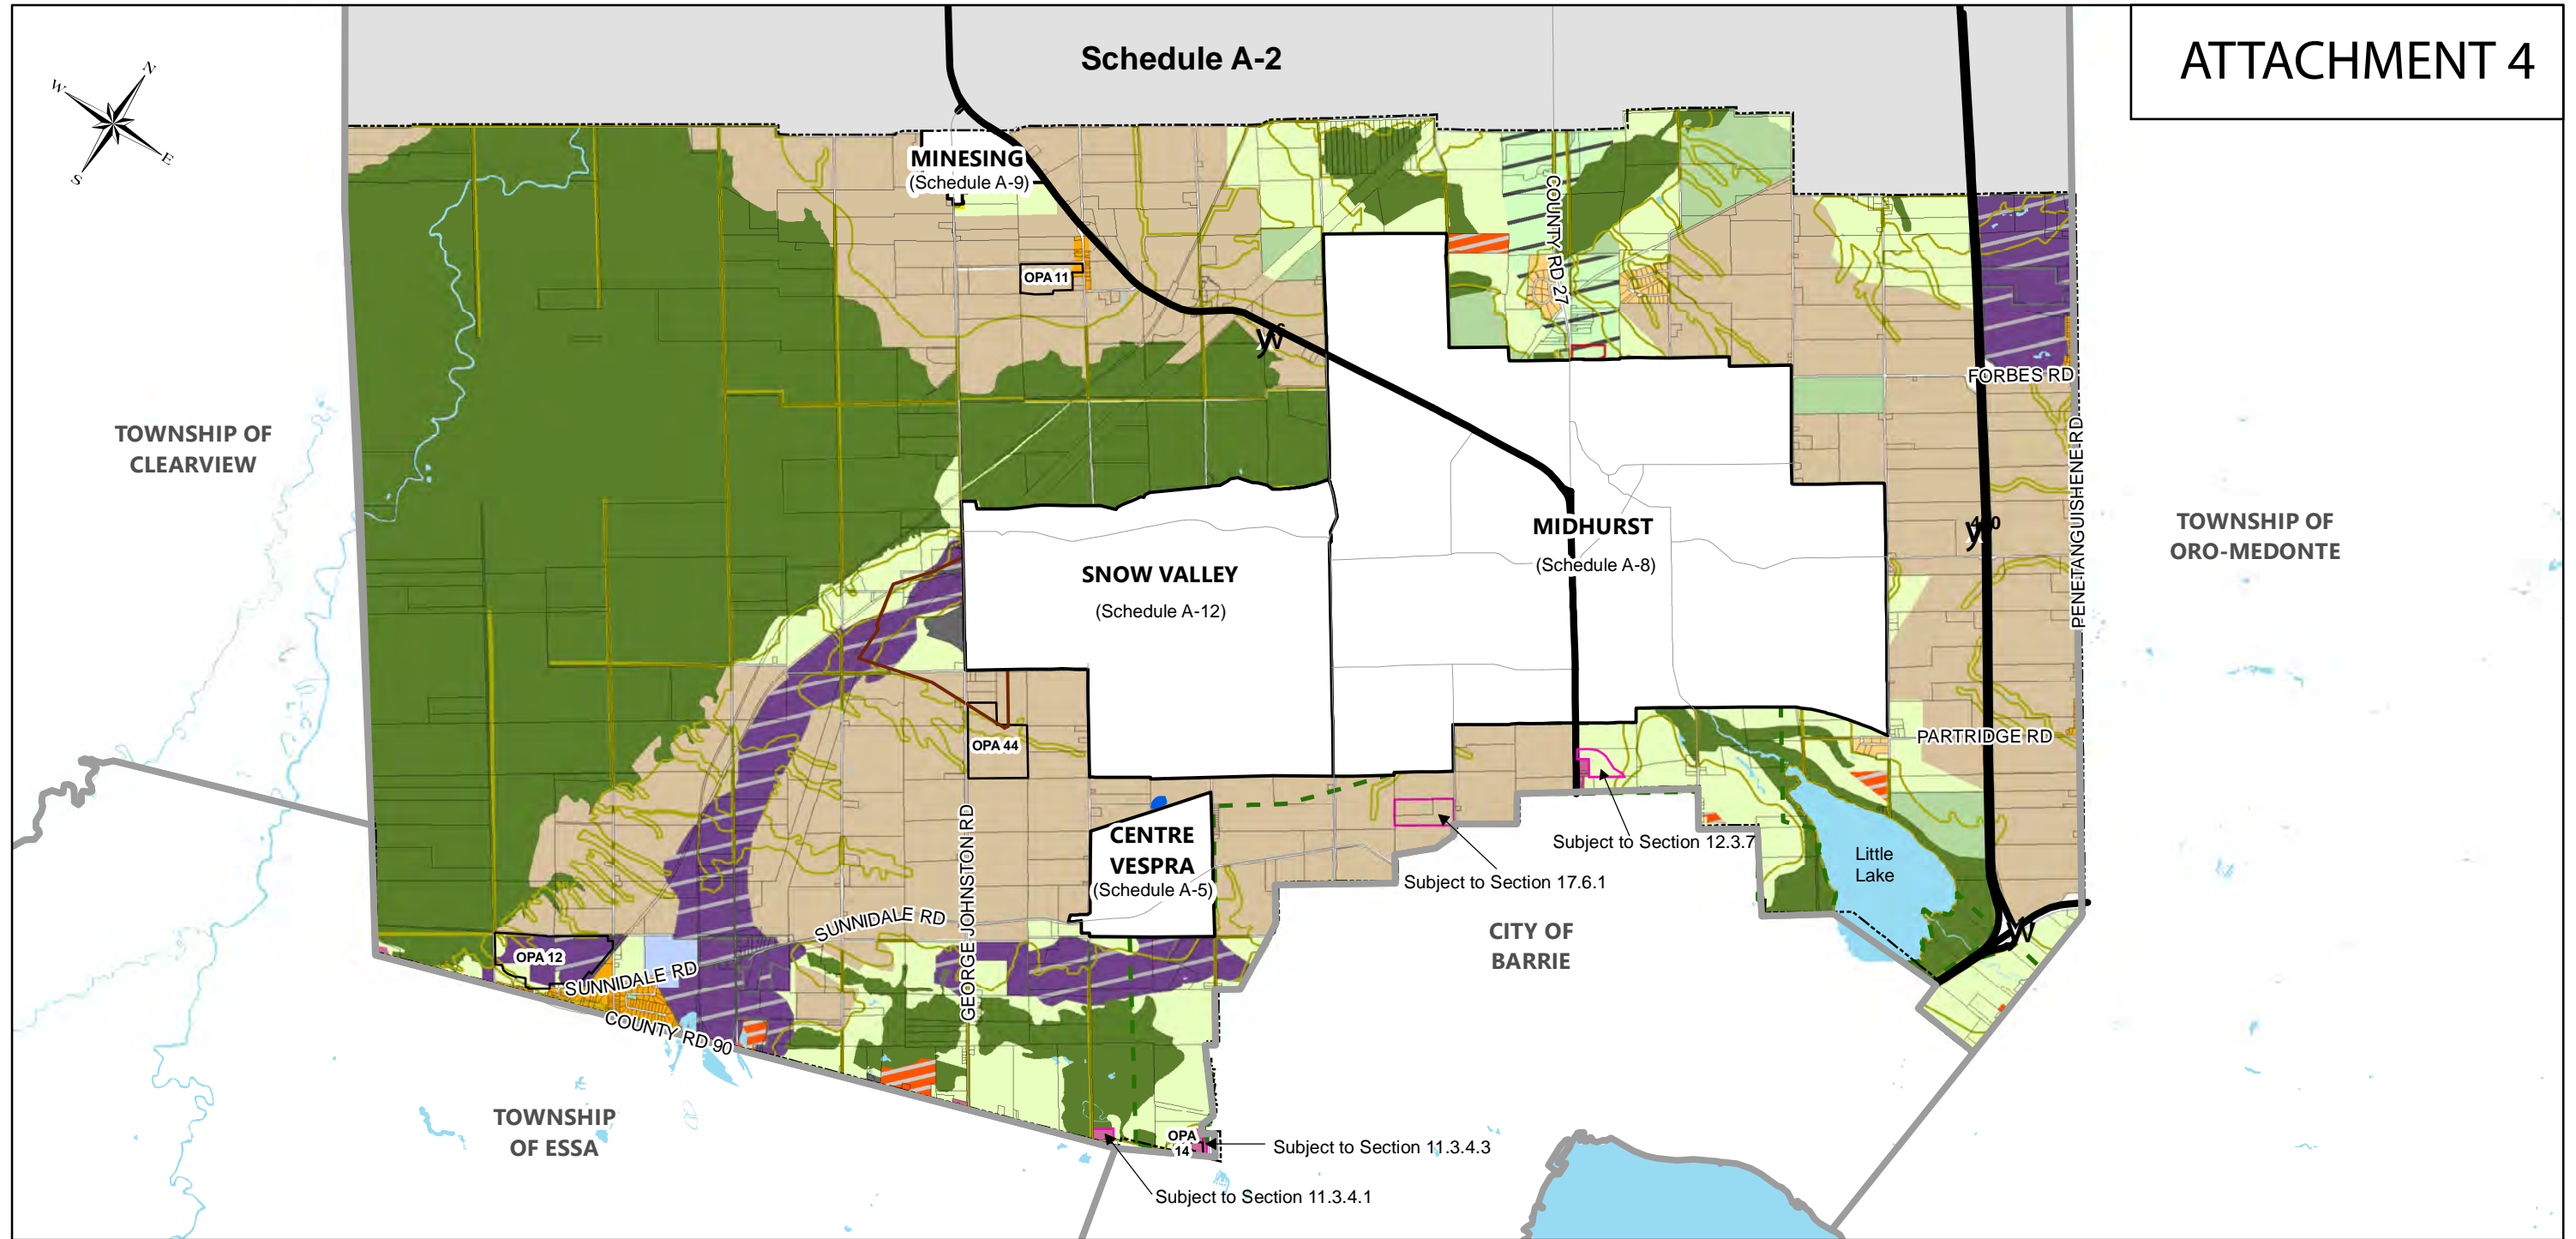 Schedule A-2
ATTACHMENT 4
N
W
E
S
MINESING
(Schedule A-9)
OPA 11
COUNTY RD 27
FORBES RD
PENETANGUISHENE RD
TOWNSHIP OF
CLEARVIEW
TOWNSHIP OF
ORO-MEDONTE
MIDHURST
(Schedule A-8)
SNOW VALLEY
(Schedule A-12)
OPA 44
PARTRIDGE RD
GEORGE JOHNSTON RD
CENTRE
VESPRA
(Schedule A-5)
Subject to Section 12.3.7
Subject to Section 17.6.1
Little
Lake
SUNNIDALE RD
CITY OF
BARRIE
OPA 12
SUNNIDALE RD
COUNTY RD 90
TOWNSHIP
OF ESSA
OPA
14
Subject to Section 11.3.4.3
Subject to Section 11.3.4.1